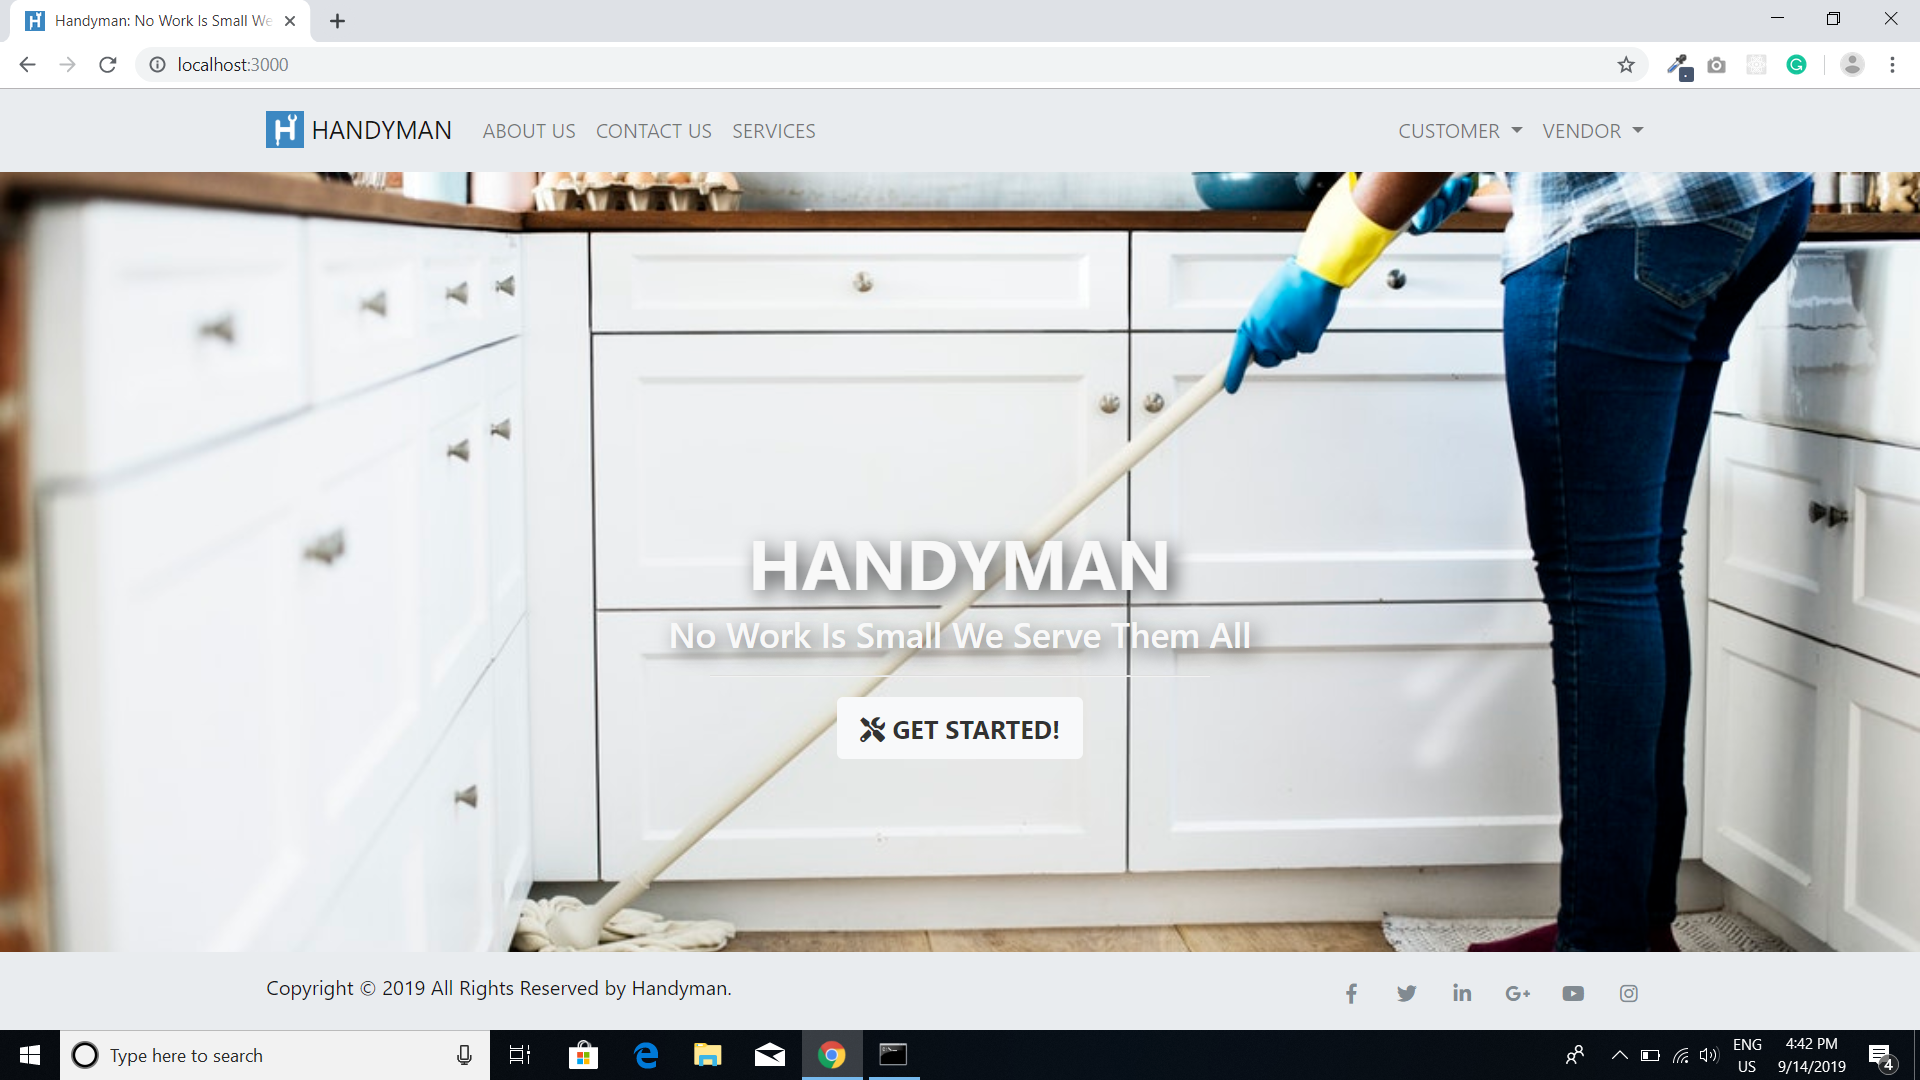 Handyman: No Work Is Small We
localhost:3000
HANDYMAN ABOUT US CONTACT US SERVICES CUSTOMER VENDOR
HANDYMAN
No Work Is Small We Serve Them All
GET STARTED!
Copyright © 2019 All Rights Reserved by Handyman.
Type here to search
ENG
US
4:42 PM
9/14/2019
4